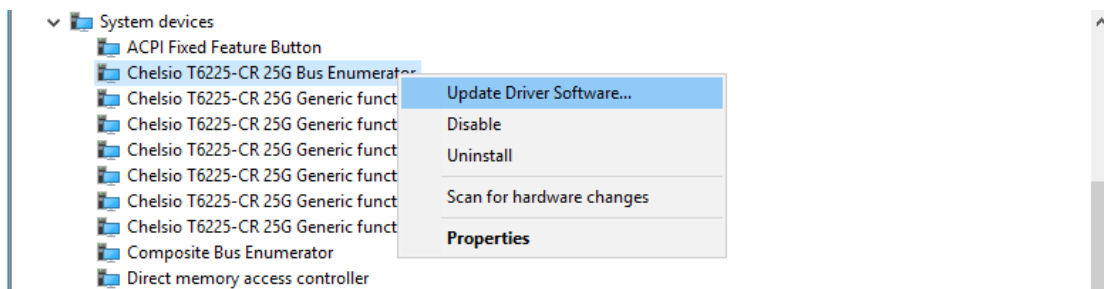 System devices
ACPI Fixed Feature Button
Chelsio T6225-CR 25G Bus Enumerator
Update Driver Software...
Chelsio T6225-CR 25G Generic funct
Disable
Chelsio T6225-CR 25G Generic funct
Uninstall
Chelsio T6225-CR 25G Generic funct
Chelsio T6225-CR 25G Generic funct
Scan for hardware changes
Chelsio T6225-CR 25G Generic funct
Chelsio T6225-CR 25G Generic funct
Properties
Composite Bus Enumerator
Direct memory access controller